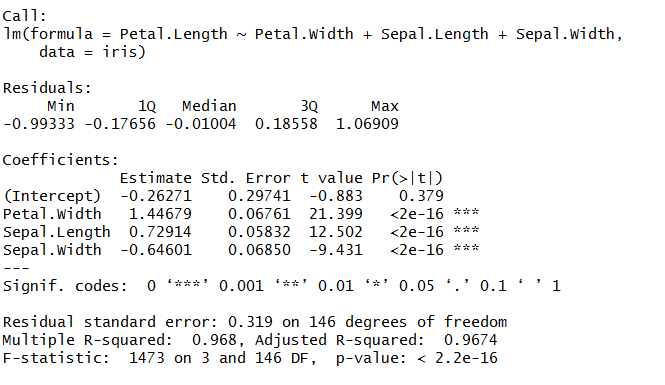 Call:
lm(formula = Petal.Length ~ Petal.Width + Sepal.Length + Sepal.Width,
    data = iris)

Residuals:
     Min       1Q   Median       3Q      Max
-0.99333 -0.17656 -0.01004  0.18558  1.06909

Coefficients:
             Estimate Std. Error t value Pr(>|t|)
(Intercept)  -0.26271    0.29741  -0.883    0.379
Petal.Width   1.44679    0.06761  21.399   <2e-16 ***
Sepal.Length  0.72914    0.05832  12.502   <2e-16 ***
Sepal.Width  -0.64601    0.06850  -9.431   <2e-16 ***
---
Signif. codes:  0 ‘***’ 0.001 ‘**’ 0.01 ‘*’ 0.05 ‘.’ 0.1 ‘ ’ 1

Residual standard error: 0.319 on 146 degrees of freedom
Multiple R-squared:  0.968, Adjusted R-squared:  0.9674
F-statistic:  1473 on 3 and 146 DF,  p-value: < 2.2e-16